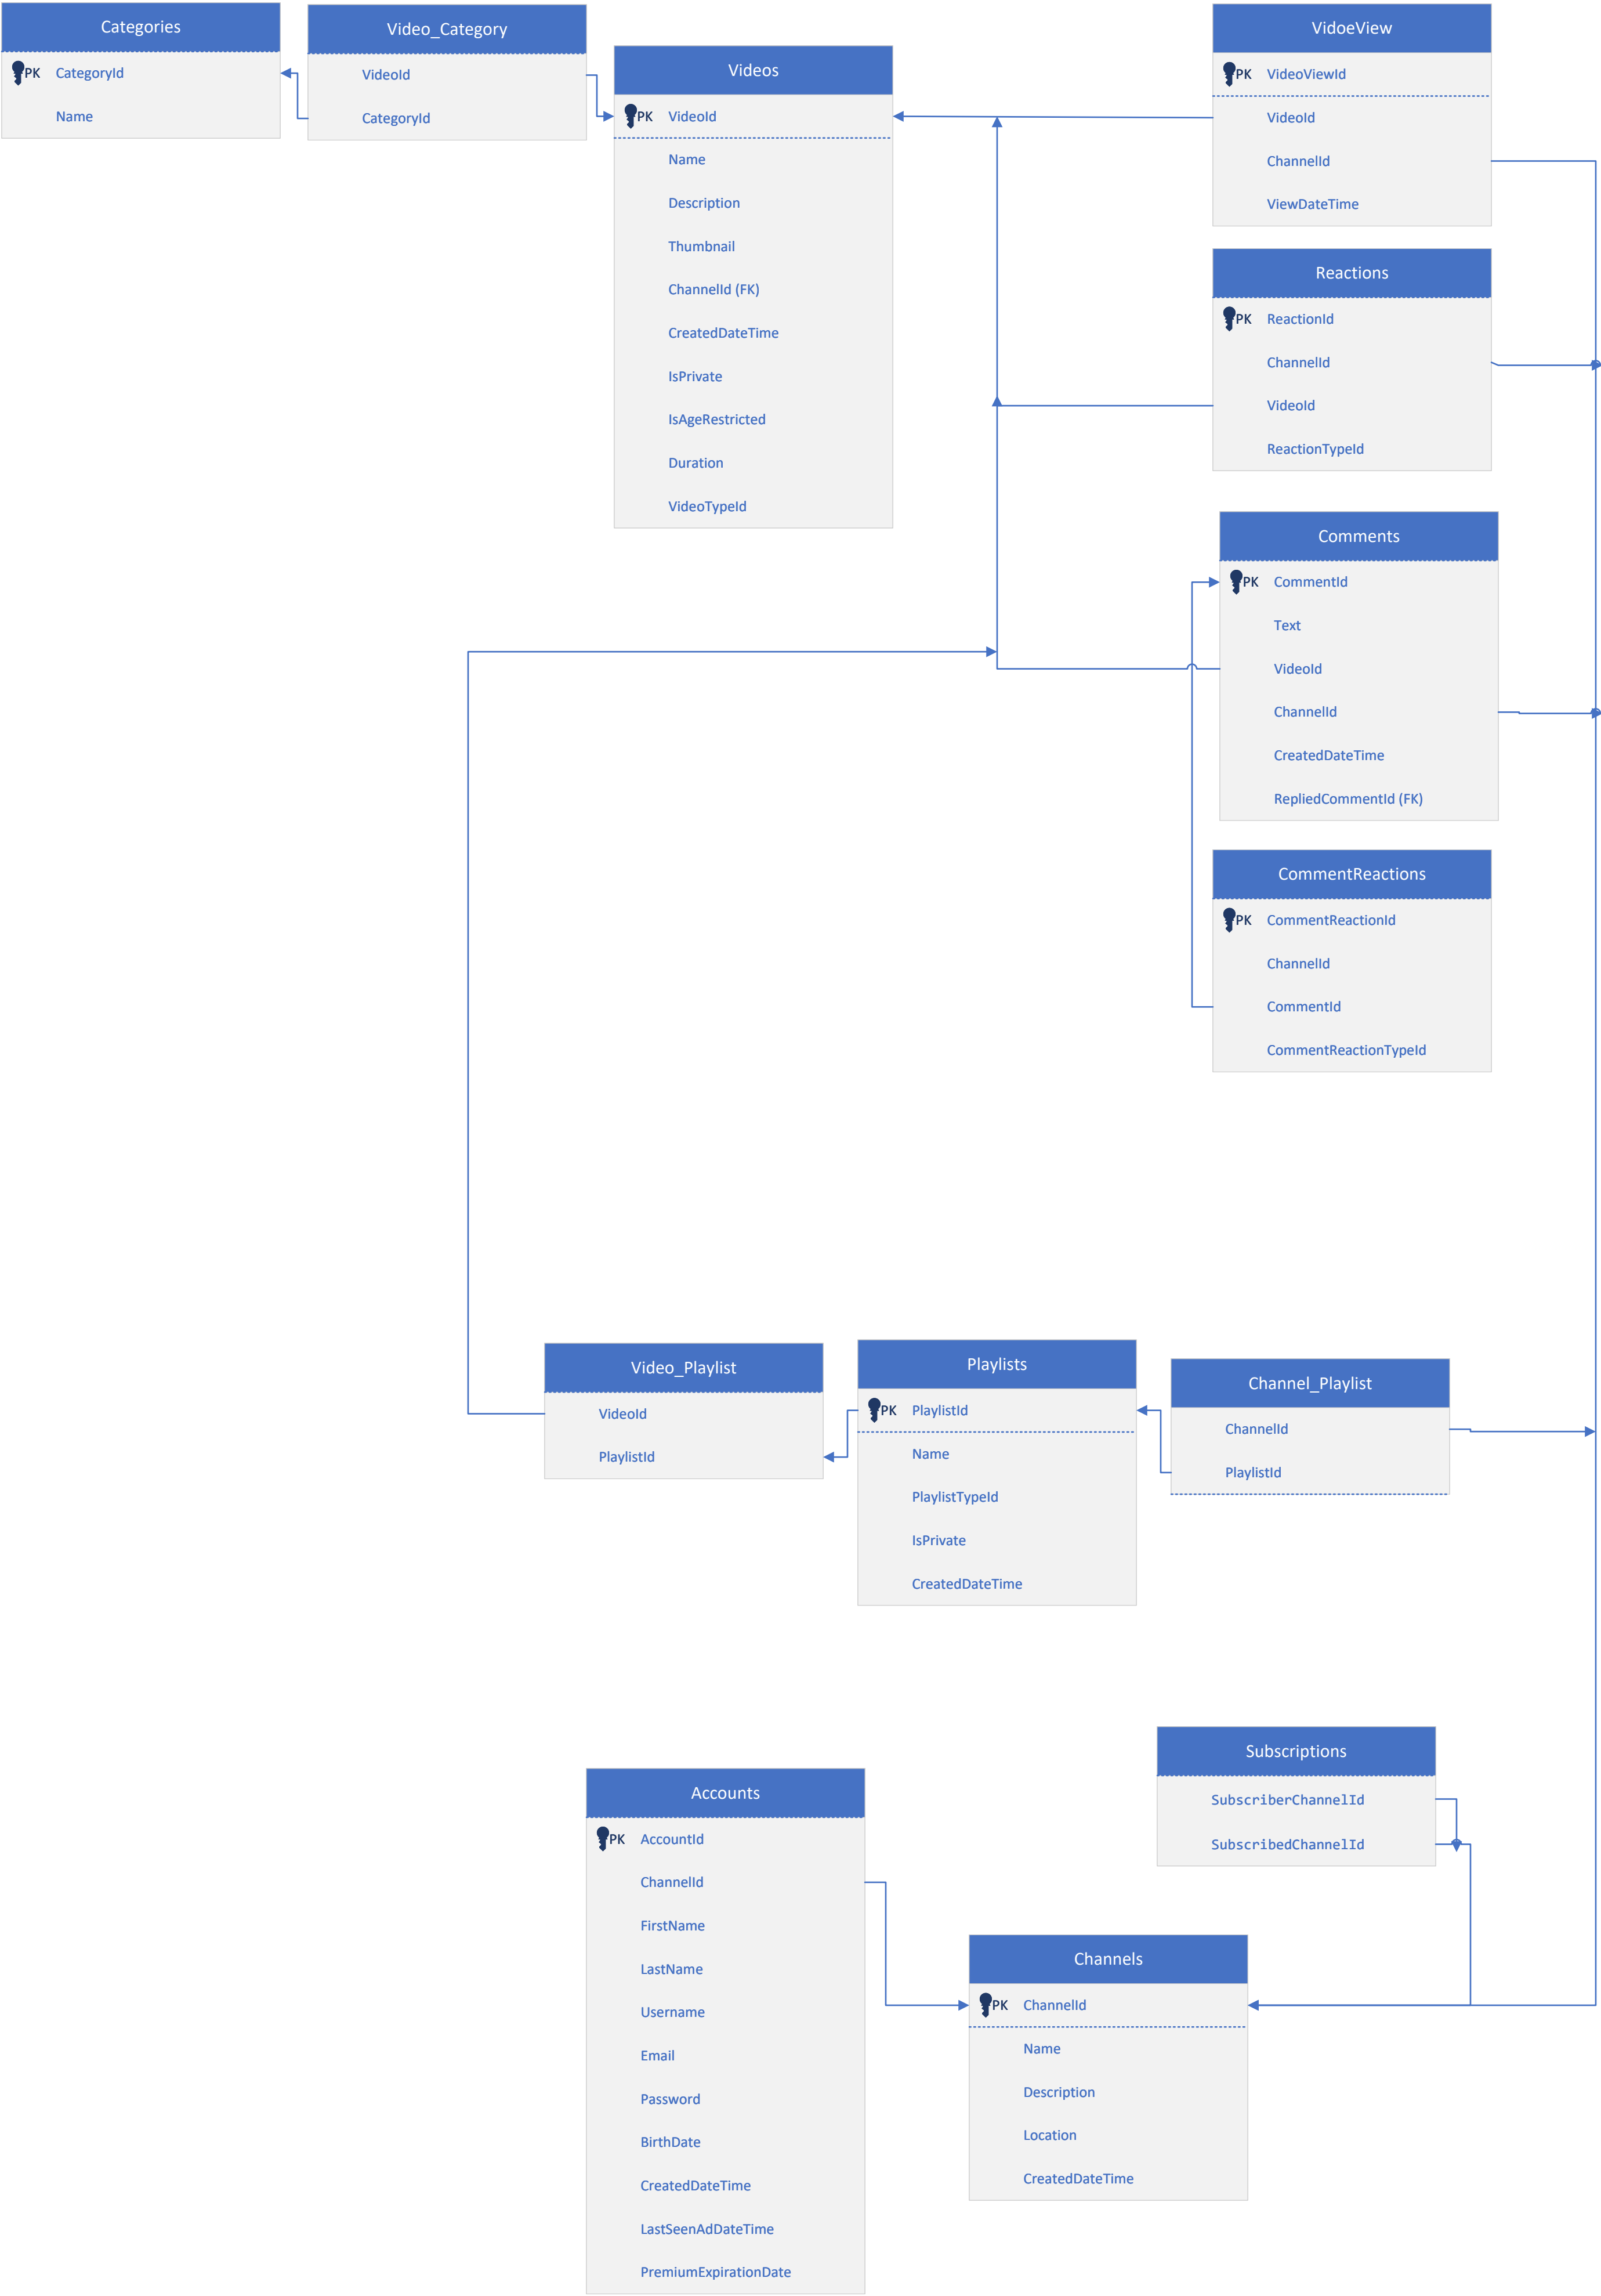 Categories
PK CategoryId
Name
Video_Category
VideoId
CategoryId
Videos
PK VideoId
Name
Description
Thumbnail
ChannelId (FK)
CreatedDateTime
IsPrivate
IsAgeRestricted
Duration
VideoTypeId
VidoeView
PK VideoViewId
VideoId
ChannelId
ViewDateTime
Reactions
PK ReactionId
ChannelId
VideoId
ReactionTypeId
Comments
PK CommentId
Text
VideoId
ChannelId
CreatedDateTime
RepliedCommentId (FK)
CommentReactions
PK CommentReactionId
ChannelId
CommentId
CommentReactionTypeId
Video_Playlist
VideoId
PlaylistId
Playlists
PK PlaylistId
Name
PlaylistTypeId
IsPrivate
CreatedDateTime
Channel_Playlist
ChannelId
PlaylistId
Subscriptions
SubscriberChannelId
SubscribedChannelId
Accounts
PK AccountId
ChannelId
FirstName
LastName
Username
Email
Password
BirthDate
CreatedDateTime
LastSeenAdDateTime
PremiumExpirationDate
Channels
PK ChannelId
Name
Description
Location
CreatedDateTime